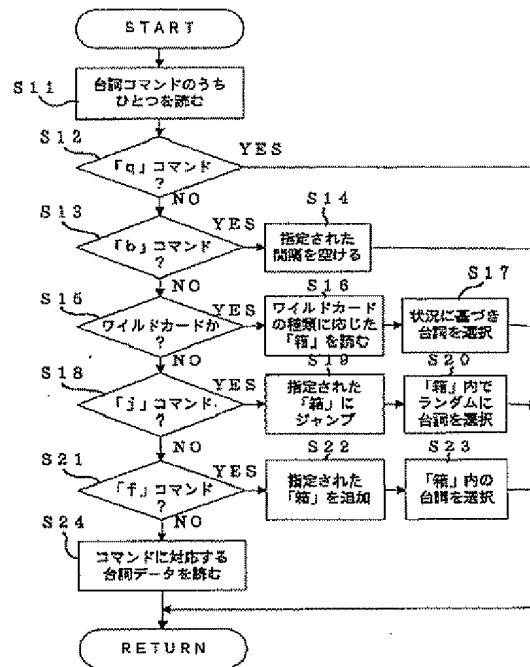 START
S11
台詞コマンドのうち
ひとつを読む
S12
「q」コマンド
?
YES
NO
S13
「b」コマンド
?
YES
S14
指定された
間隔を空ける
NO
S15
ワイルドカードか
?
YES
S16
ワイルドカード
の種類に応じた
「箱」を読む
S17
状況に基づき
台詞を選択
NO
S18
「j」コマンド
?
YES
S19
指定された
「箱」に
ジャンプ
S20
「箱」内で
ランダムに
台詞を選択
NO
S21
「f」コマンド
?
YES
S22
指定された
「箱」を追加
S23
「箱」内の
台詞を選択
NO
S24
コマンドに対応する
台詞データを読む
RETURN